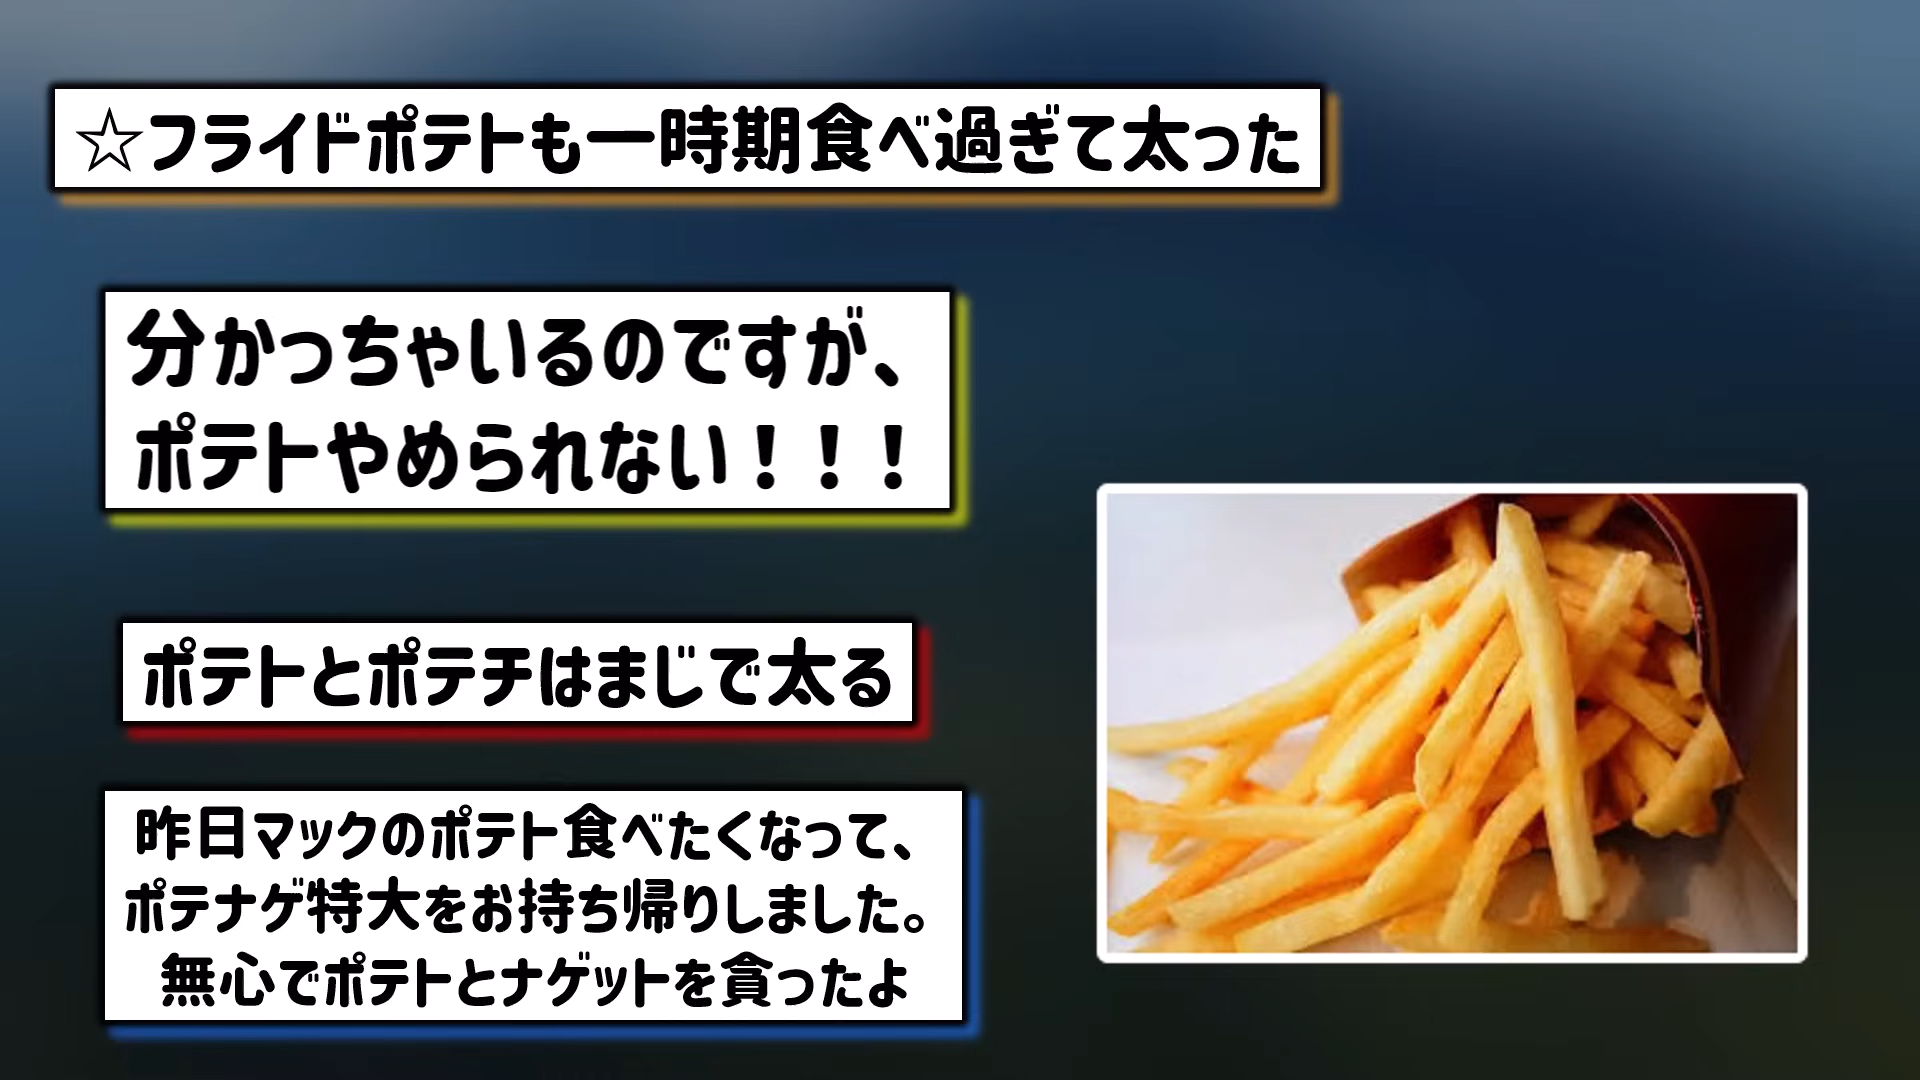 ☆フライドポテトも一時期食べ過ぎて太った
分かっちゃいるのですが、
ポテトやめられない！！！
ポテトとポテチはまじで太る
昨日マックのポテト食べたくなって、
ポテナゲ特大をお持ち帰りしました。
無心でポテトとナゲットを貪ったよ